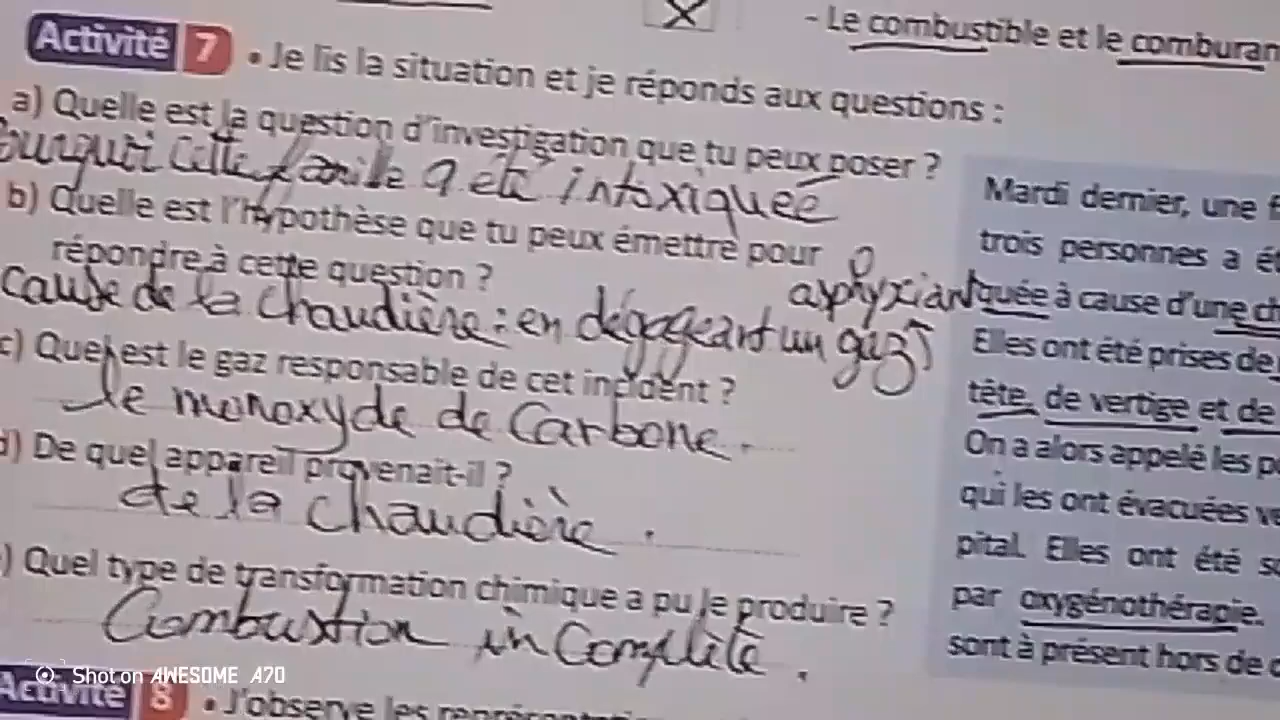 - Le combustible et le comburan
Activité 7 • Je lis la situation et je réponds aux questions :
a) Quelle est la question d'investigation que tu peux poser ?
ourquoi cette famille a été intoxiquée
b) Quelle est l'hypothèse que tu peux émettre pour
répondre à cette question ?
asphyxiant
Cause de la chaudière : en dégageant un gaz
c) Quel est le gaz responsable de cet incident ?
le monoxyde de Carbone.
d) De quel appareil provenait-il ?
de la chaudière.
) Quel type de transformation chimique a pu le produire ?
Combustion incomplète.
Mardi dernier, une f
trois personnes a ét
quée à cause d'une ch
Elles ont été prises de
tête, de vertige et de
On a alors appelé les p
qui les ont évacuées ve
pital. Elles ont été so
par oxygénothérapie.
sont à présent hors de d
Shot on AWESOME A70
Activité 8 • J'observe les